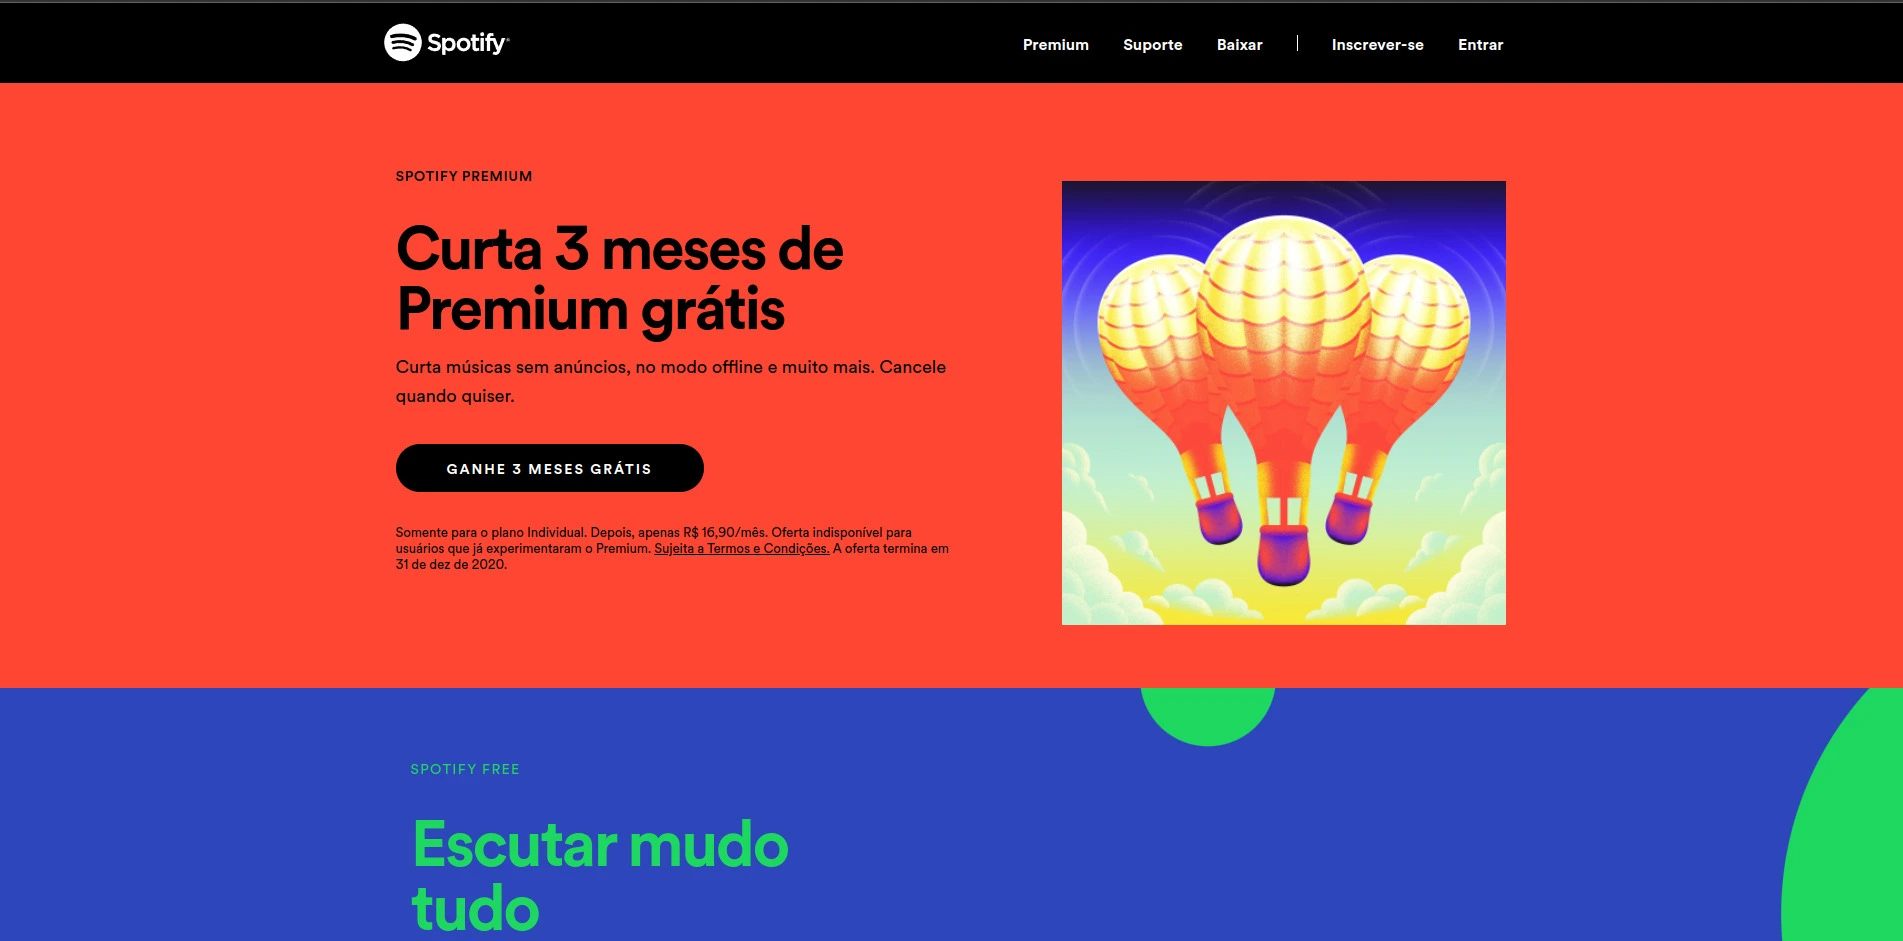 Spotify®
Premium
Suporte
Baixar
Inscrever-se
Entrar
SPOTIFY PREMIUM
Curta 3 meses de
Premium grátis
Curta músicas sem anúncios, no modo offline e muito mais. Cancele
quando quiser.
GANHE 3 MESES GRÁTIS
Somente para o plano Individual. Depois, apenas R$ 16,90/mês. Oferta indisponível para
usuários que já experimentaram o Premium. Sujeita a Termos e Condições. A oferta termina em
31 de dez de 2020.
SPOTIFY FREE
Escutar mudo
tudo